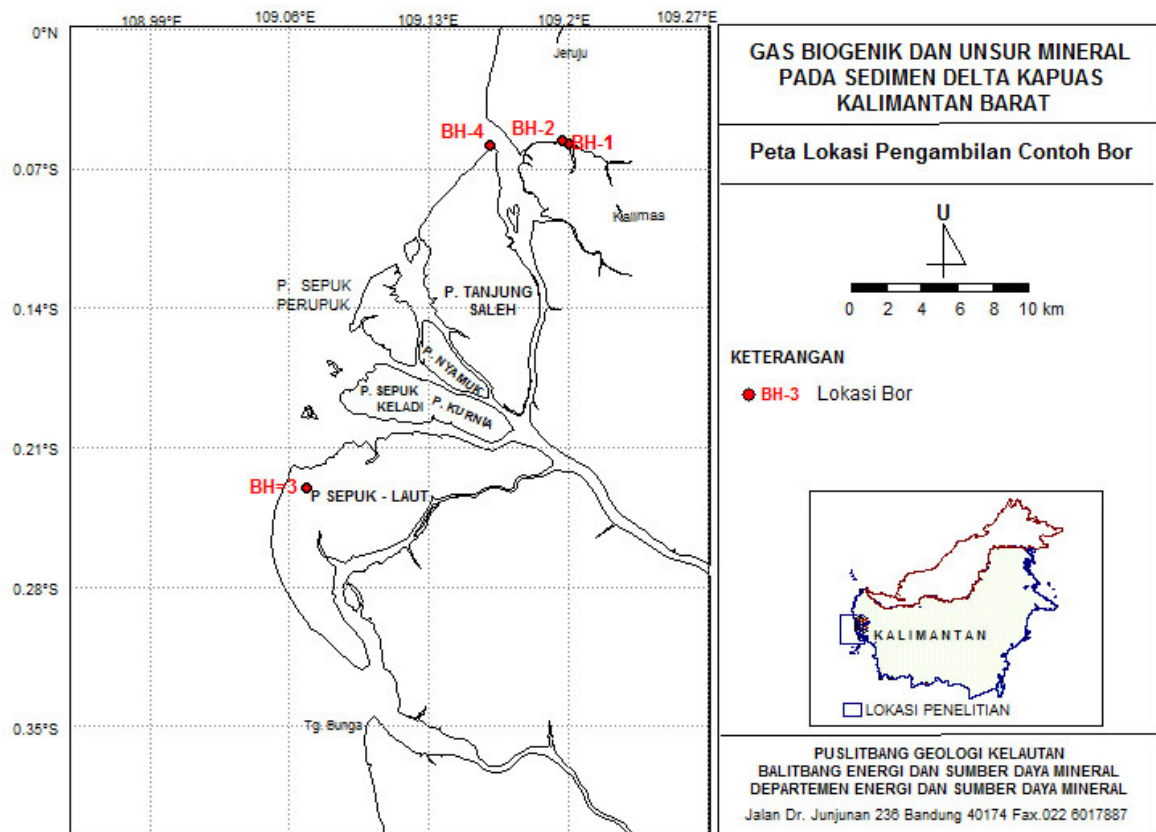 108.99°E 109.06°E 109.13°E 109.2°E 109.27°E
0°N
0.07°S
0.14°S
0.21°S
0.28°S
0.35°S
Jeruju
BH-4
BH-2
BH-1
Kalimas
P. SEPUK
PERUPUK
P. TANJUNG
SALEH
P. NYAMUK
P. SEPUK
KELADI
P. KURNIA
BH=3
P SEPUK - LAUT
Tg. Bunga
GAS BIOGENIK DAN UNSUR MINERAL
PADA SEDIMEN DELTA KAPUAS
KALIMANTAN BARAT
Peta Lokasi Pengambilan Contoh Bor
U
0 2 4 6 8 10 km
KETERANGAN
BH-3 Lokasi Bor
KALIMANTAN
LOKASI PENELITIAN
PUSLITBANG GEOLOGI KELAUTAN
BALITBANG ENERGI DAN SUMBER DAYA MINERAL
DEPARTEMEN ENERGI DAN SUMBER DAYA MINERAL
Jalan Dr. Junjunan 236 Bandung 40174 Fax.022 6017887